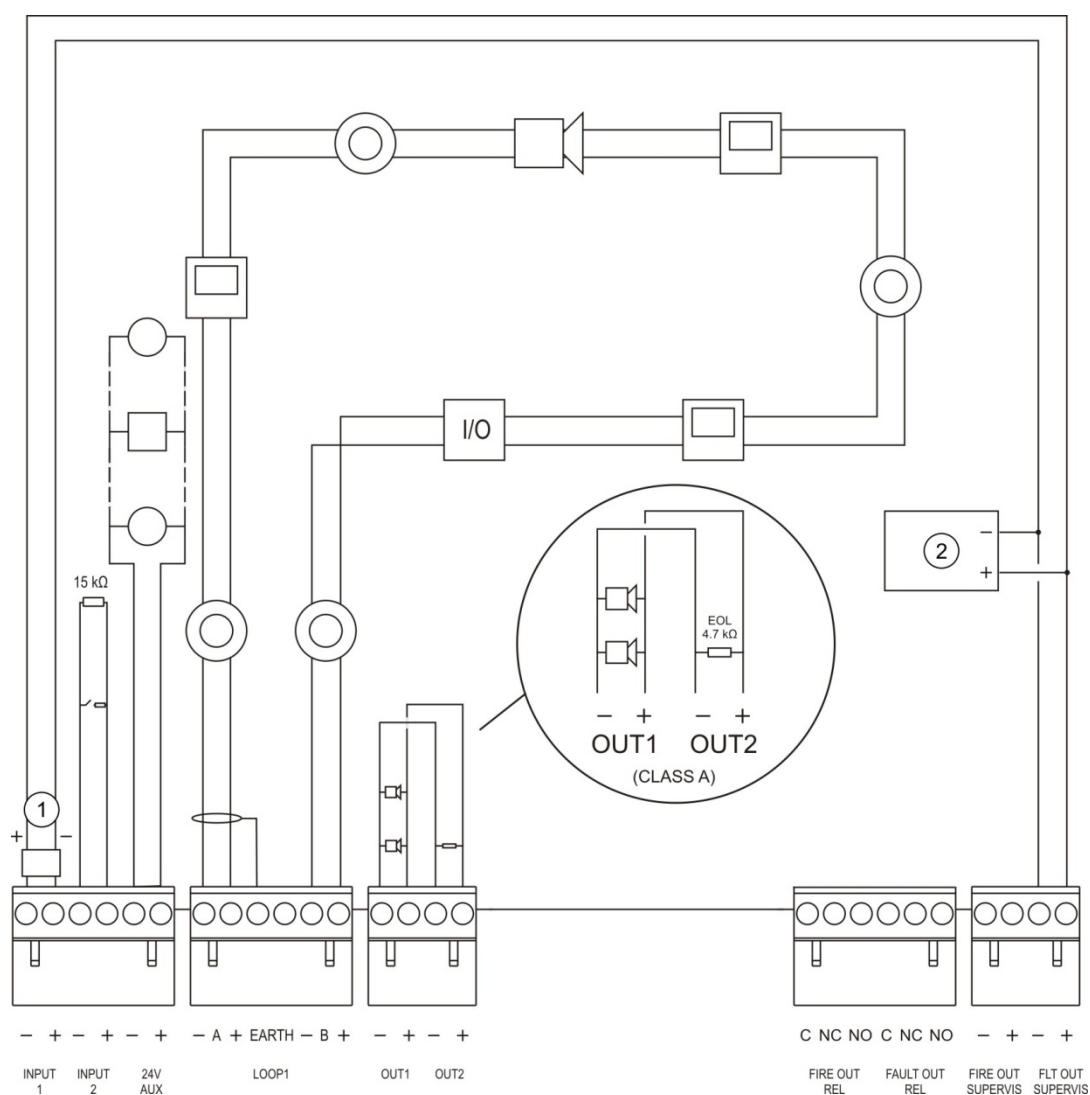 I/O
2
−
+
15 kΩ
EOL
4.7 kΩ
− + − +
OUT1 OUT2
(CLASS A)
1
+ −
− + − + − + − A + EARTH − B + − + − + C NC NO C NC NO − + − +
INPUT 1 INPUT 2 24V AUX LOOP1 OUT1 OUT2 FIRE OUT REL FAULT OUT REL FIRE OUT SUPERVIS FLT OUT SUPERVIS